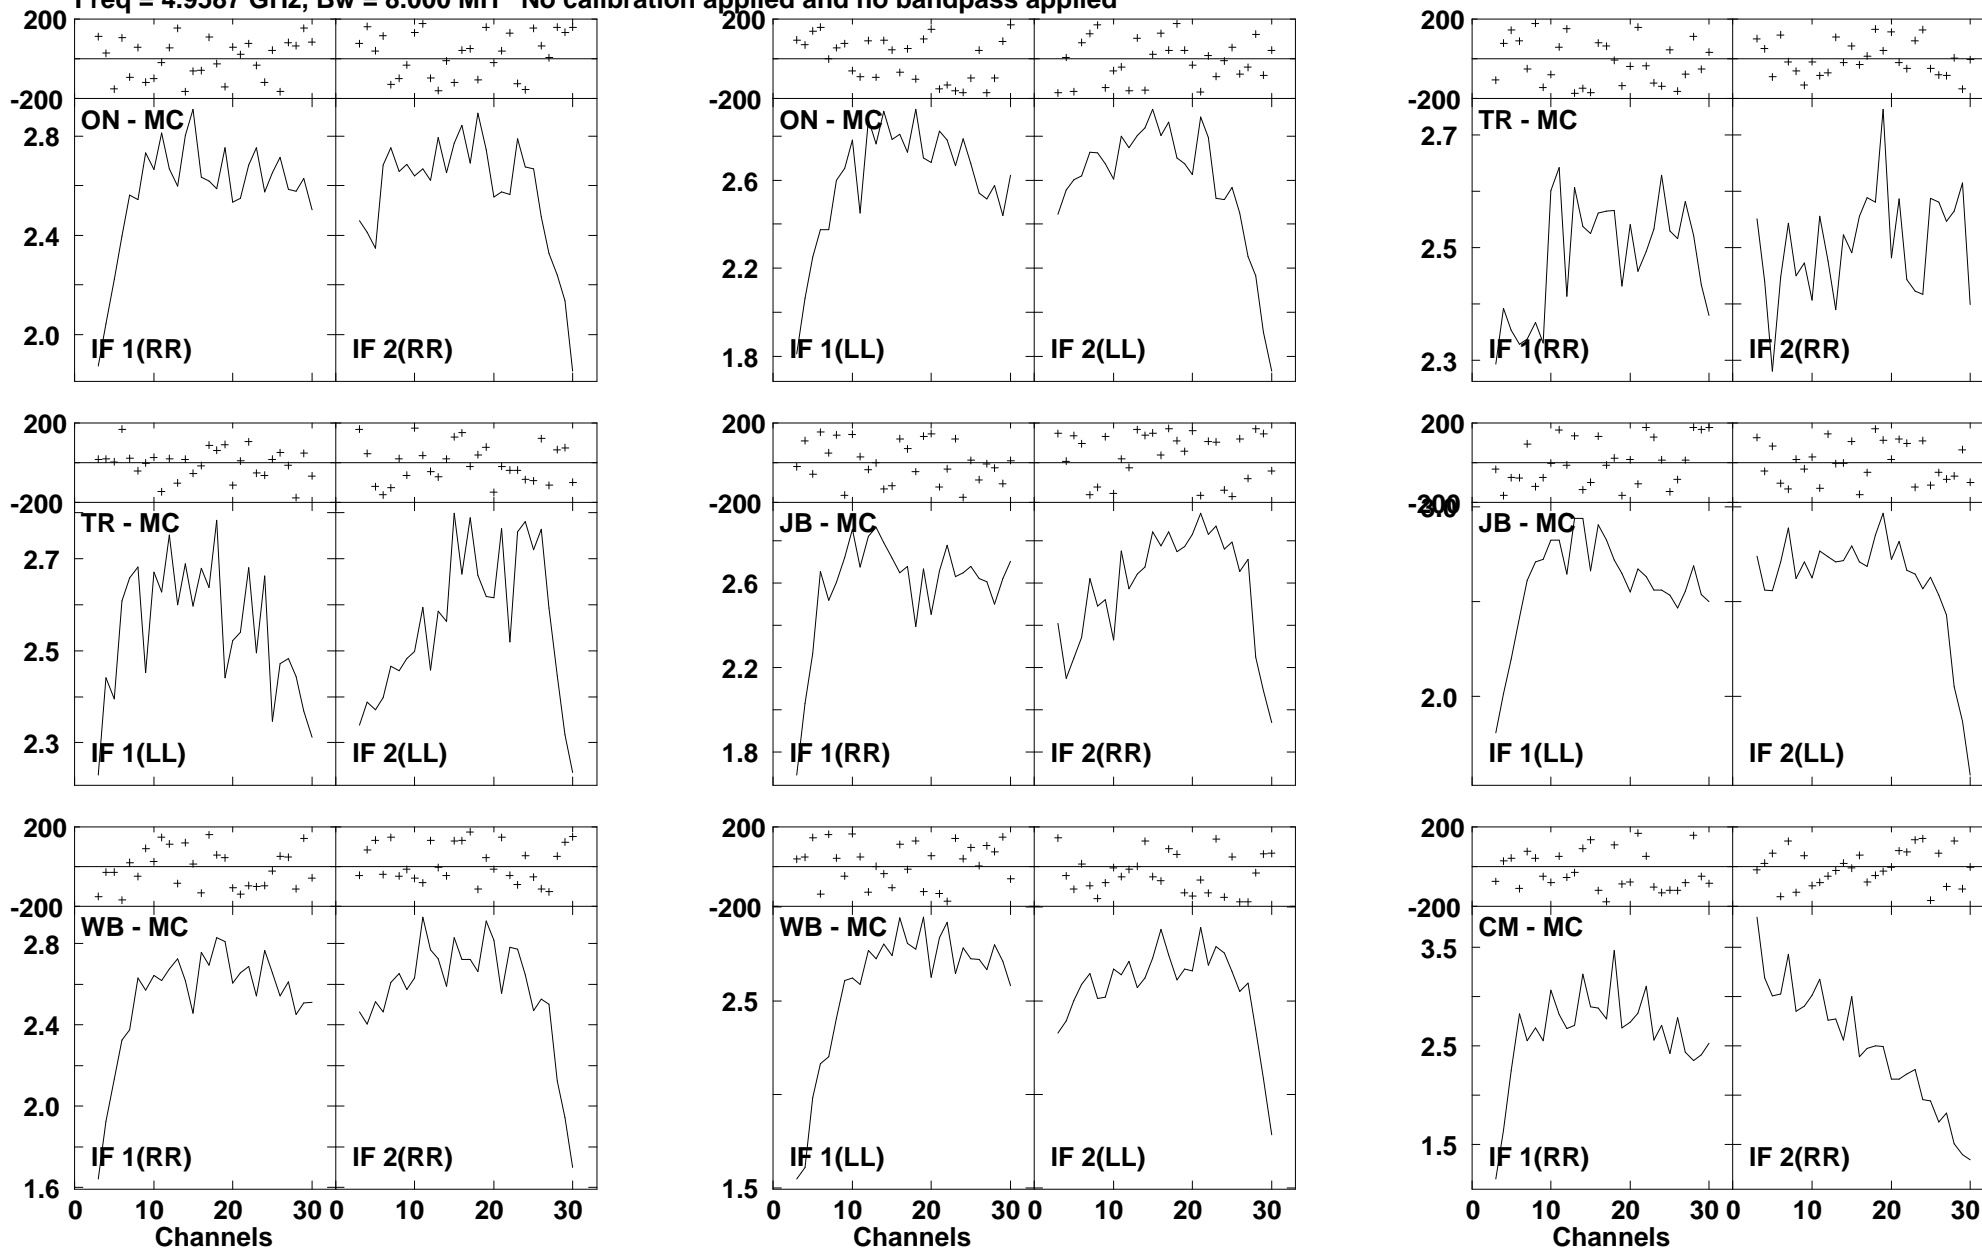 Freq = 4.9587 GHz, Bw = 8.000 MH No calibration applied and no bandpass applied
200
-200
ON - MC
2.8
2.4
2.0
IF 1(RR)
IF 2(RR)
ON - MC
200
-200
2.6
2.2
1.8
IF 1(LL)
IF 2(LL)
200
-200
TR - MC
2.7
2.5
2.3
IF 1(RR)
IF 2(RR)
200
-200
TR - MC
2.7
2.5
2.3
IF 1(LL)
IF 2(LL)
200
-200
JB - MC
2.6
2.2
1.8
IF 1(RR)
IF 2(RR)
200
-200
3.0
JB - MC
2.0
IF 1(LL)
IF 2(LL)
200
-200
WB - MC
2.8
2.4
2.0
1.6
IF 1(RR)
IF 2(RR)
0 10 20 30 0 10 20 30
Channels
200
-200
WB - MC
2.5
1.5
IF 1(LL)
IF 2(LL)
0 10 20 30 0 10 20 30
Channels
200
-200
CM - MC
3.5
2.5
1.5
IF 1(RR)
IF 2(RR)
0 10 20 30 0 10 20 30
Channels